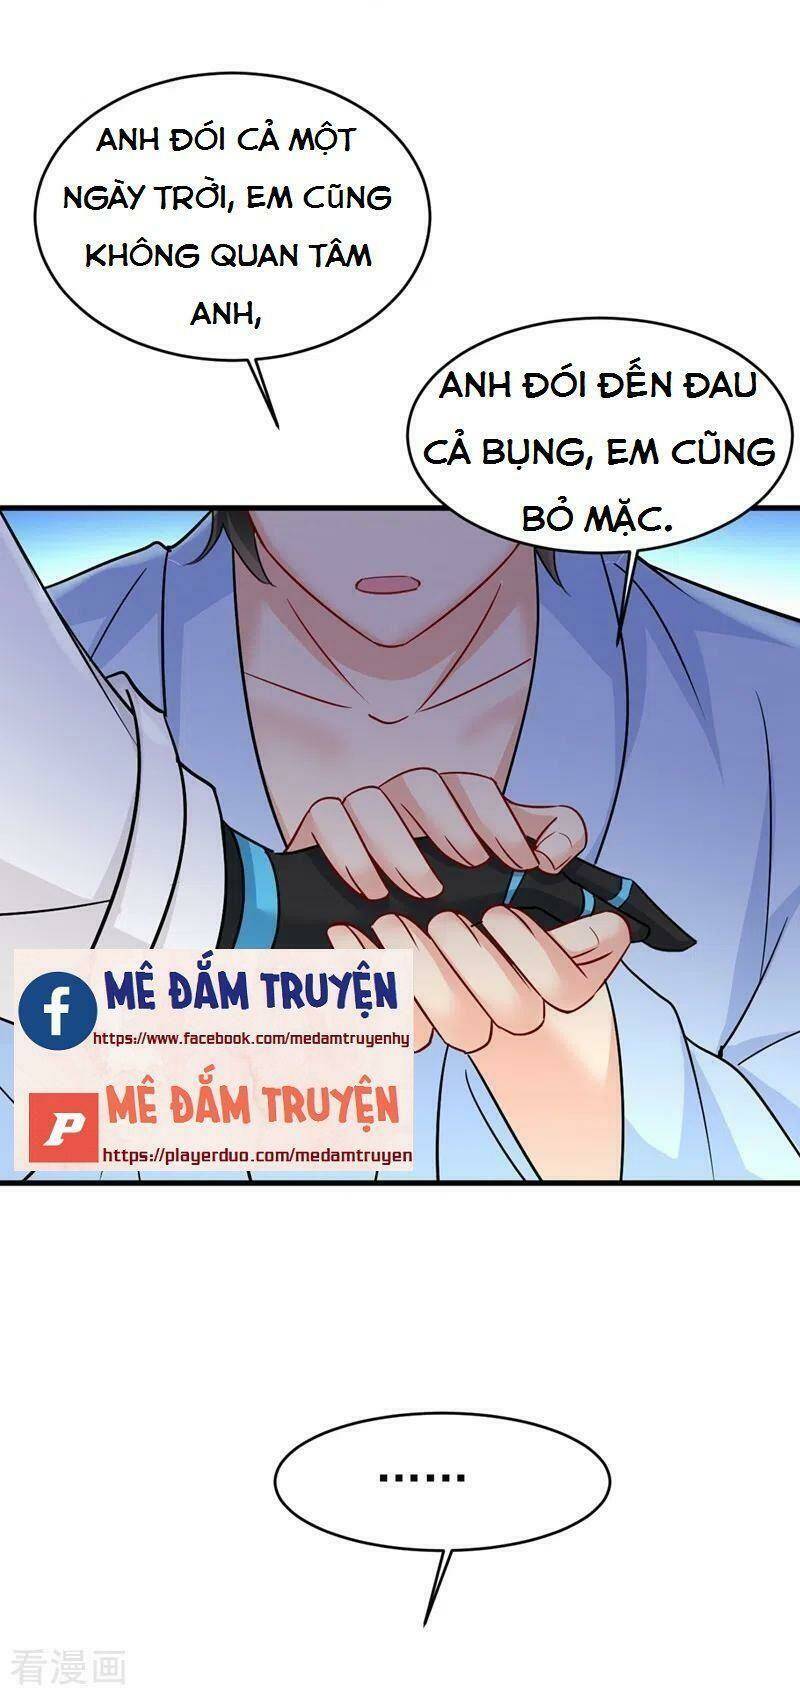 ANH ĐÓI CẢ MỘT
NGÀY TRỜI, EM CŨNG
KHÔNG QUAN TÂM
ANH,
ANH ĐÓI ĐẾN ĐAU
CẢ BỤNG, EM CŨNG
BỎ MẶC.
MÊ ĐẮM TRUYỆN
https://www.facebook.com/medamtruyenhy
MÊ ĐẮM TRUYỆN
https://playerduo.com/medamtruyen
......
看漫画